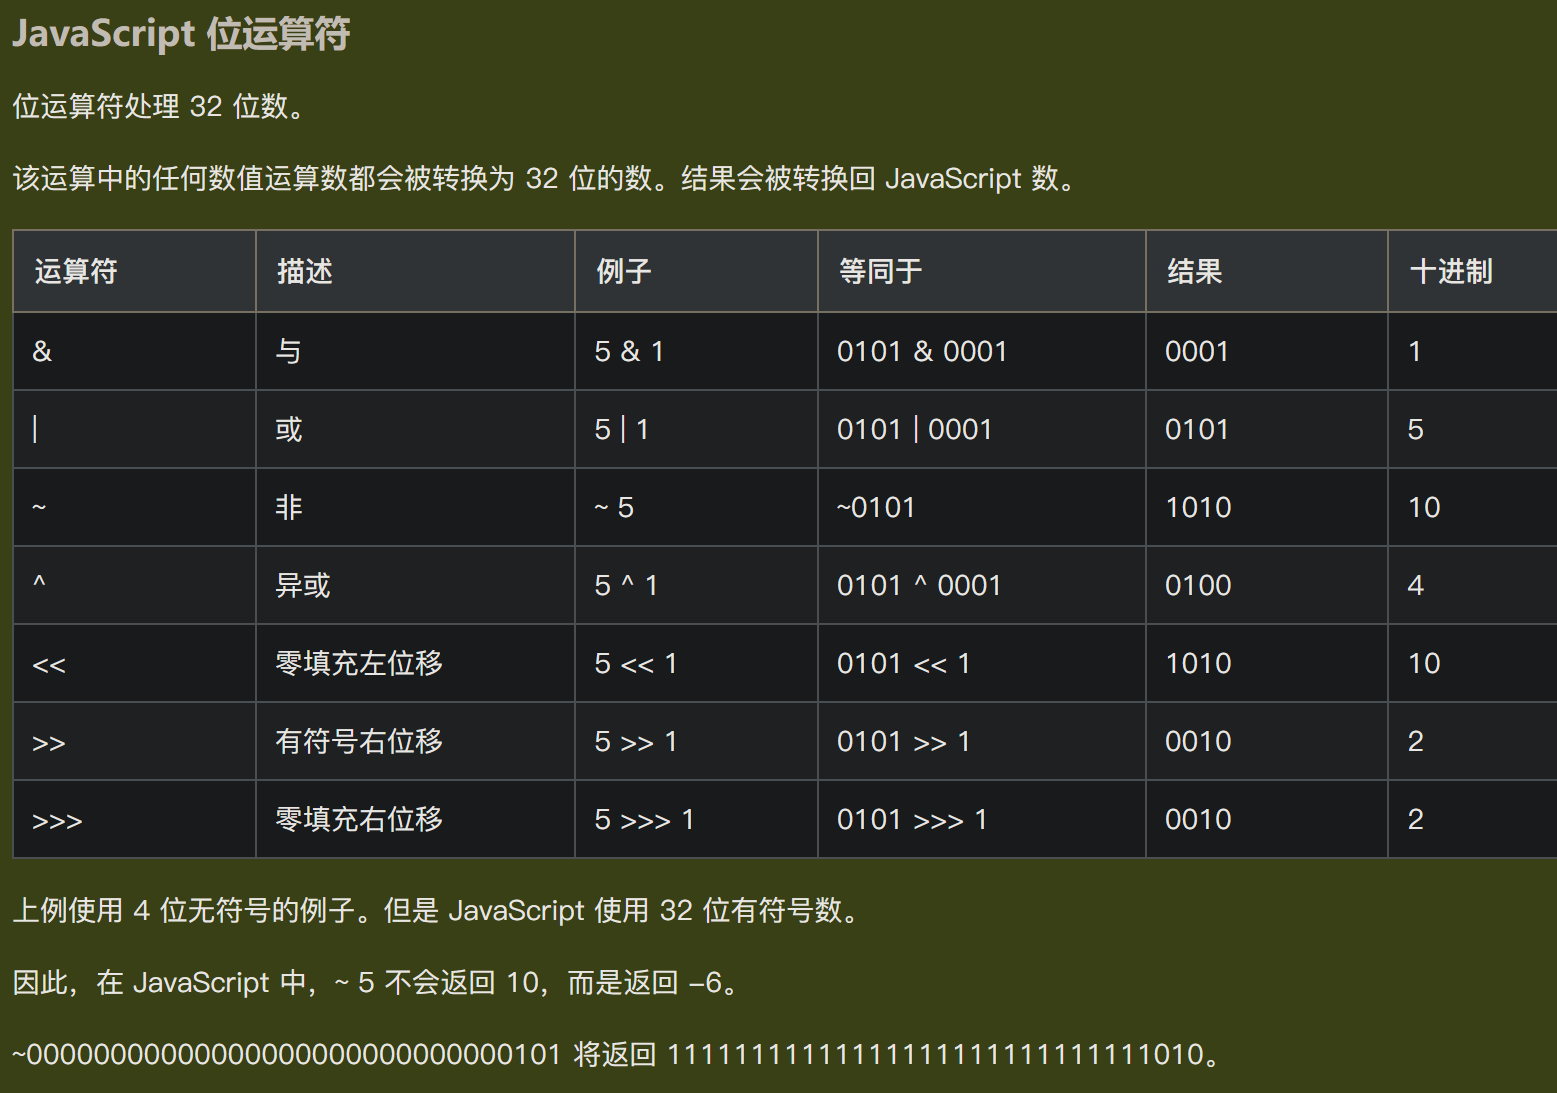 JavaScript 位运算符
位运算符处理 32 位数。
该运算中的任何数值运算数都会被转换为 32 位的数。结果会被转换回 JavaScript 数。
运算符 描述 例子 等同于 结果 十进制
& 与 5 & 1 0101 & 0001 0001 1
| 或 5 | 1 0101 | 0001 0101 5
~ 非 ~ 5 ~0101 1010 10
^ 异或 5 ^ 1 0101 ^ 0001 0100 4
<< 零填充左位移 5 << 1 0101 << 1 1010 10
>> 有符号右位移 5 >> 1 0101 >> 1 0010 2
>>> 零填充右位移 5 >>> 1 0101 >>> 1 0010 2
上例使用 4 位无符号的例子。但是 JavaScript 使用 32 位有符号数。
因此，在 JavaScript 中，~ 5 不会返回 10，而是返回 -6。
~00000000000000000000000000000101 将返回 11111111111111111111111111111010。